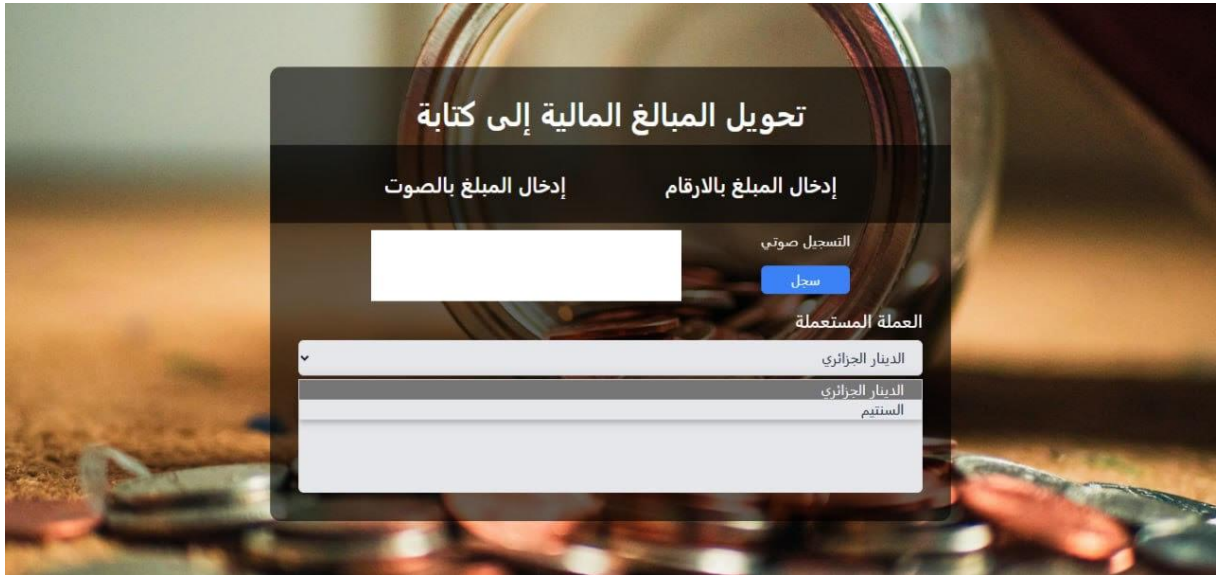 تحويل المبالغ المالية إلى كتابة
إدخال المبلغ بالارقام
إدخال المبلغ بالصوت
التسجيل صوتي
سجل
العملة المستعملة
الدينار الجزائري
الدينار الجزائري
السنتيم